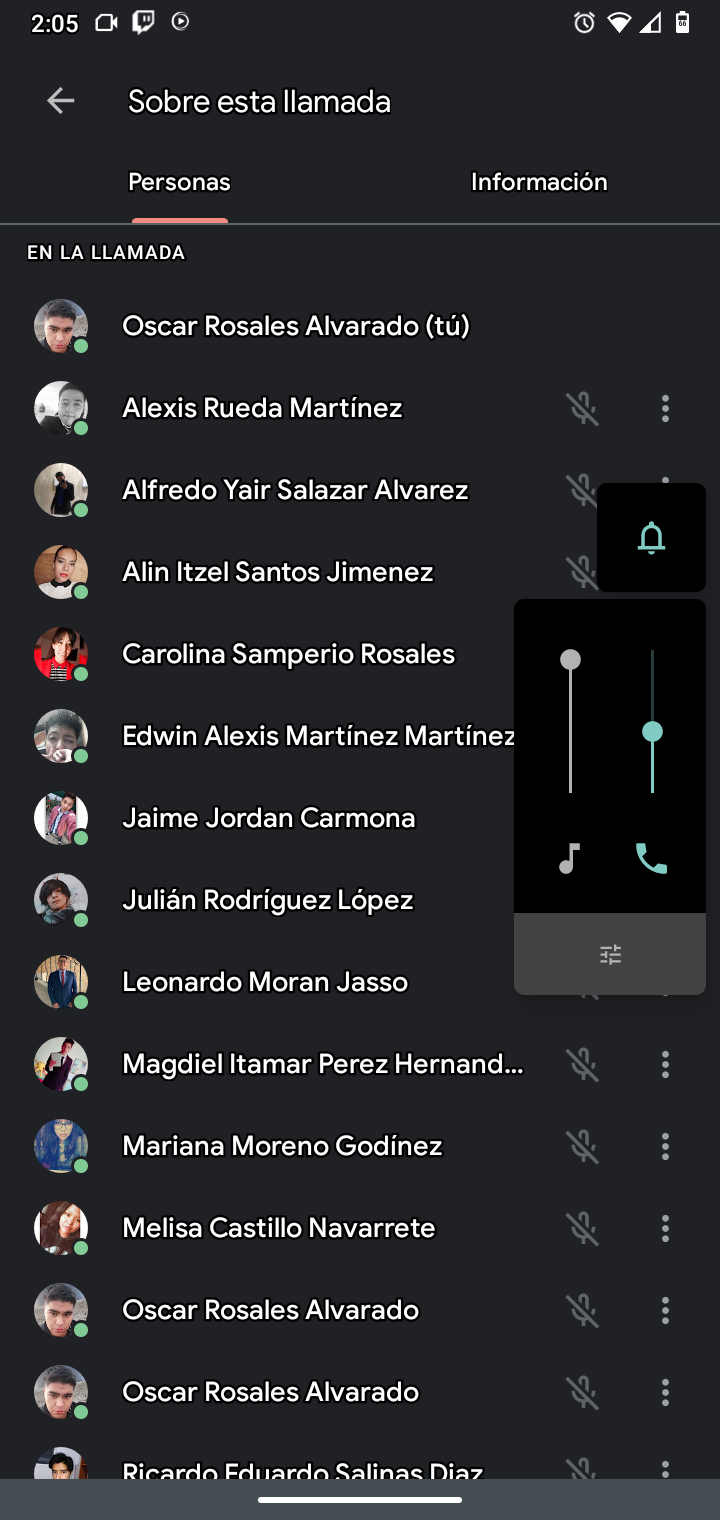 2:05
66
Sobre esta llamada
Personas
Información
EN LA LLAMADA
Oscar Rosales Alvarado (tú)
Alexis Rueda Martínez
Alfredo Yair Salazar Alvarez
Alin Itzel Santos Jimenez
Carolina Samperio Rosales
Edwin Alexis Martínez Martínez
Jaime Jordan Carmona
Julián Rodríguez López
Leonardo Moran Jasso
Magdiel Itamar Perez Hernand...
Mariana Moreno Godínez
Melisa Castillo Navarrete
Oscar Rosales Alvarado
Oscar Rosales Alvarado
Ricardo Eduardo Salinas Diaz